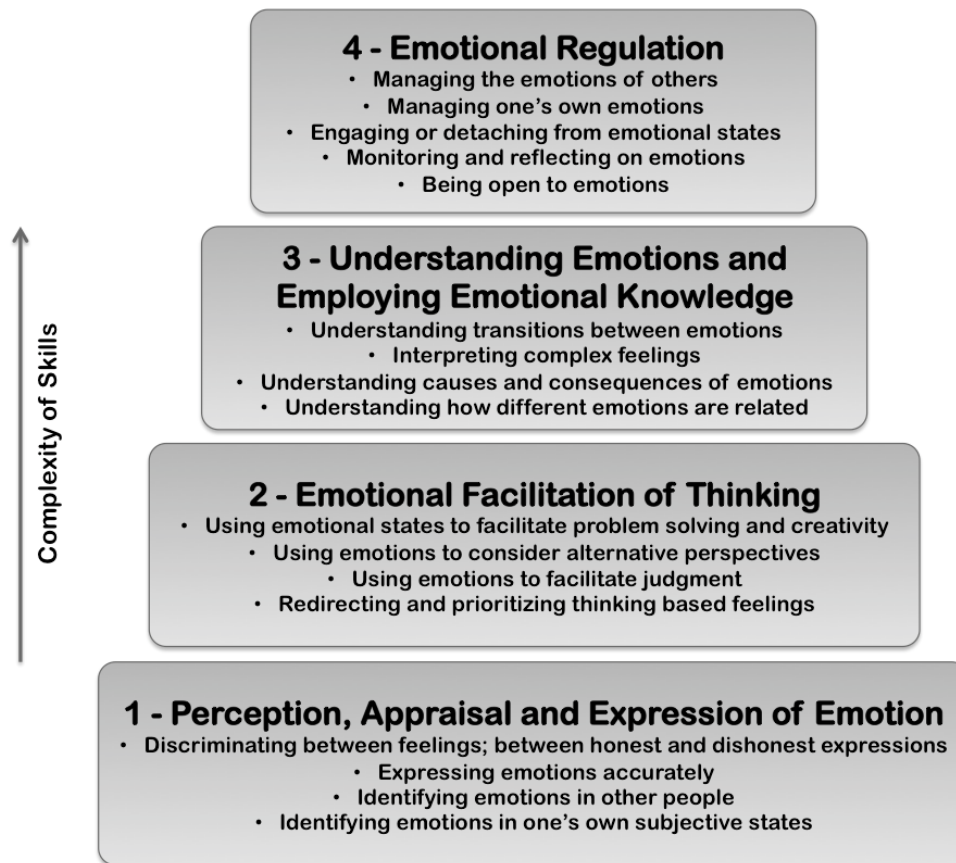 4 - Emotional Regulation
• Managing the emotions of others
• Managing one's own emotions
• Engaging or detaching from emotional states
• Monitoring and reflecting on emotions
• Being open to emotions
3 - Understanding Emotions and
Employing Emotional Knowledge
• Understanding transitions between emotions
• Interpreting complex feelings
• Understanding causes and consequences of emotions
• Understanding how different emotions are related
Complexity of Skills
2 - Emotional Facilitation of Thinking
• Using emotional states to facilitate problem solving and creativity
• Using emotions to consider alternative perspectives
• Using emotions to facilitate judgment
• Redirecting and prioritizing thinking based feelings
1 - Perception, Appraisal and Expression of Emotion
• Discriminating between feelings; between honest and dishonest expressions
• Expressing emotions accurately
• Identifying emotions in other people
• Identifying emotions in one's own subjective states